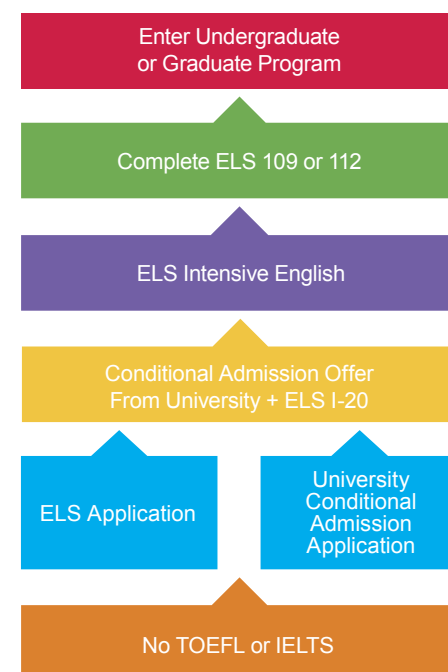 Enter Undergraduate
or Graduate Program
Complete ELS 109 or 112
ELS Intensive English
Conditional Admission Offer
From University + ELS I-20
ELS Application
University
Conditional
Admission
Application
No TOEFL or IELTS